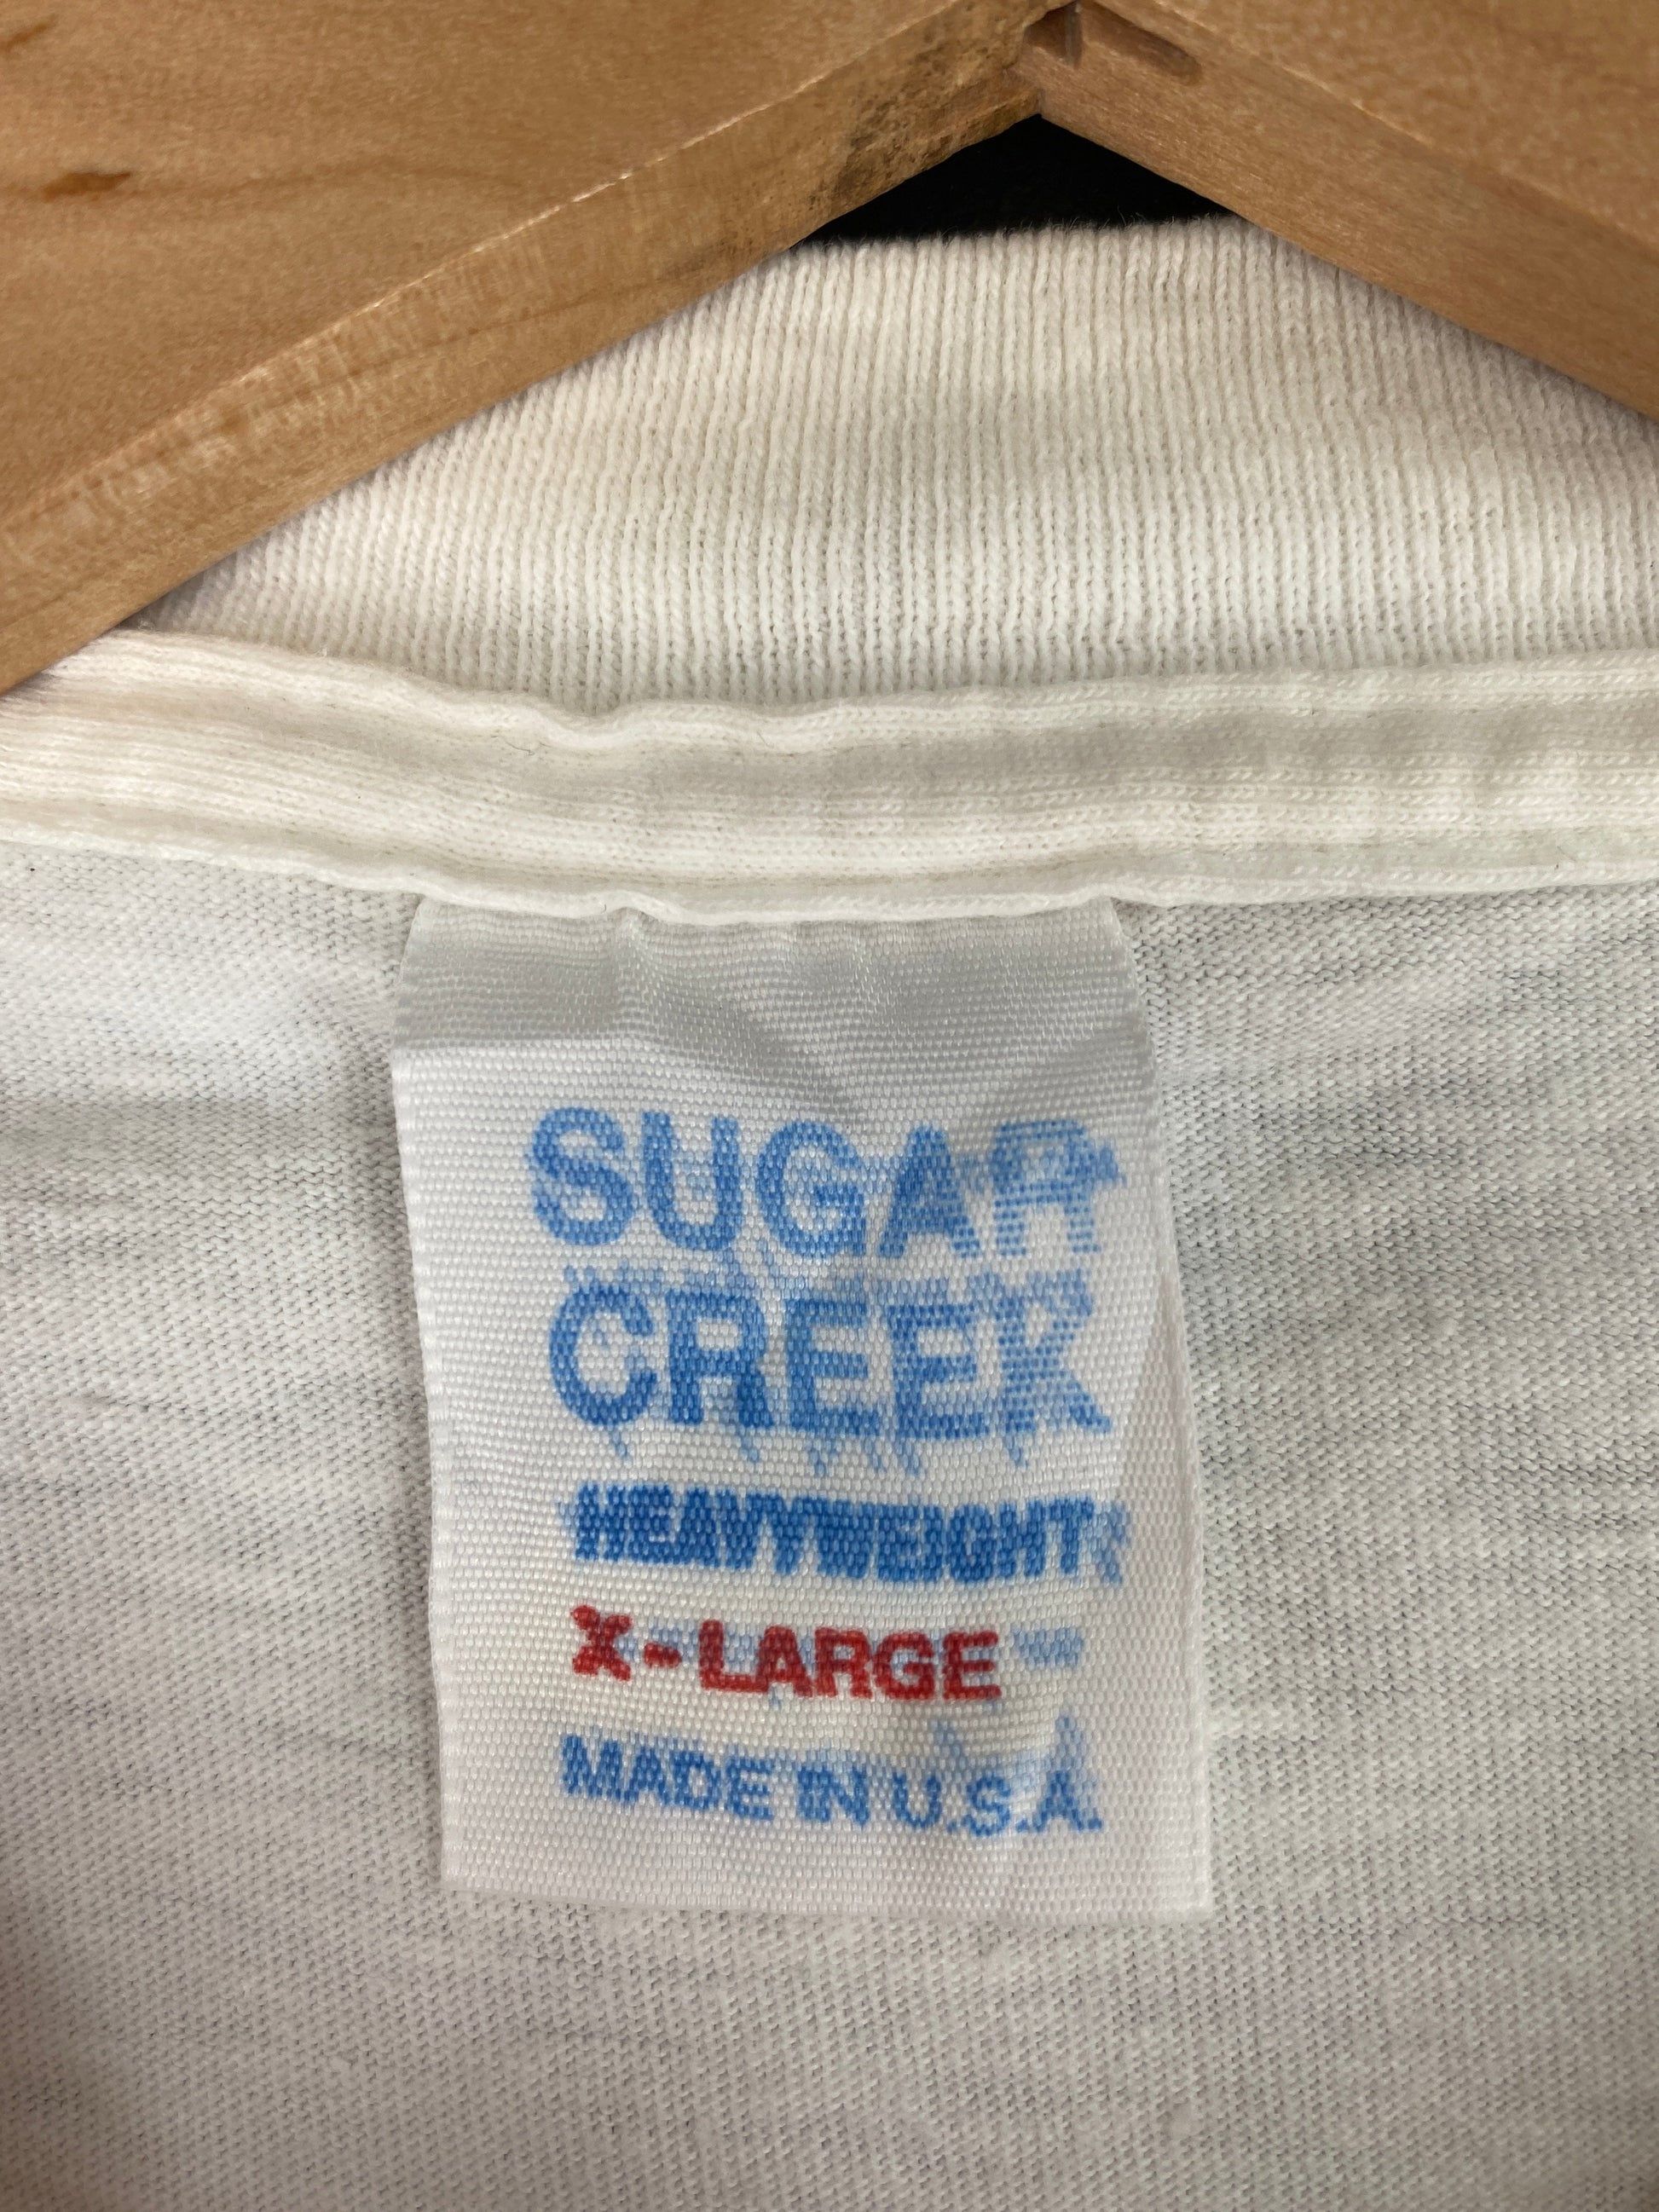 SUGAR
CREEK
HEAVYWEIGHT
X-LARGE
MADE IN U.S.A.